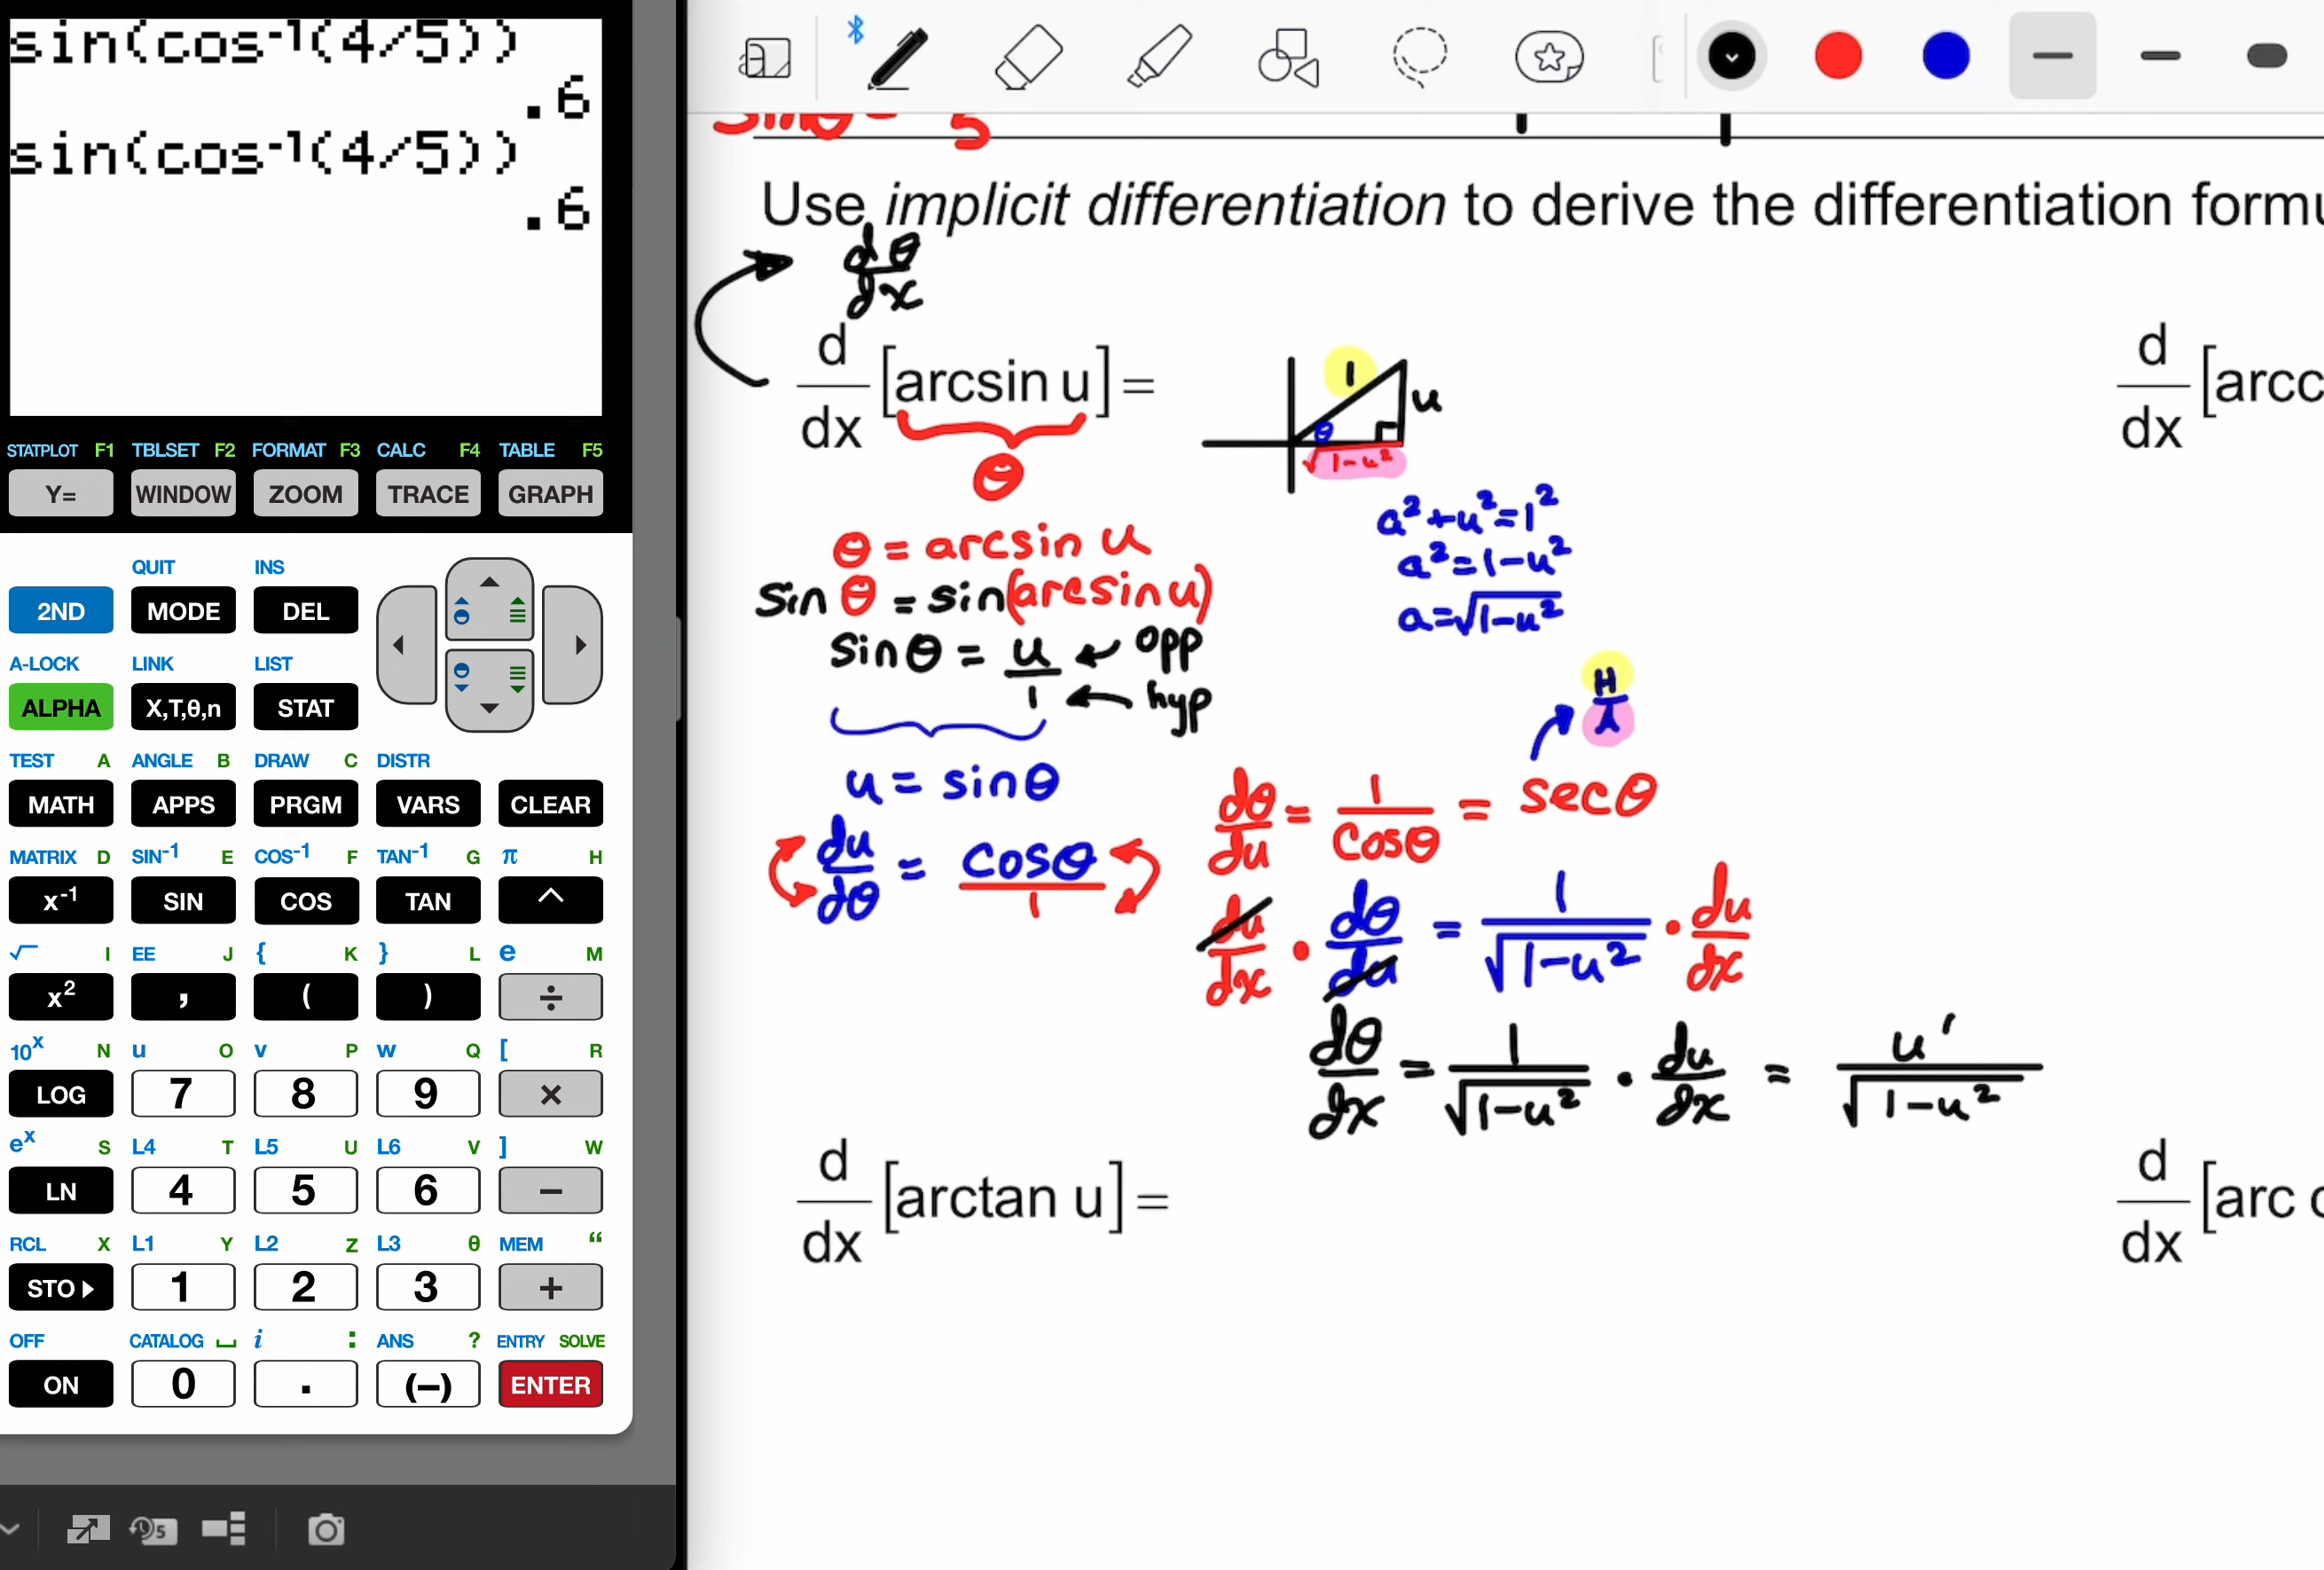 sin(cos⁻¹(4/5))
.6
sin(cos⁻¹(4/5))
.6
STATPLOT F1 TBLSET F2 FORMAT F3 CALC F4 TABLE F5
Y= WINDOW ZOOM TRACE GRAPH
QUIT INS
2ND MODE DEL
A-LOCK LINK LIST
ALPHA X,T,θ,n STAT
TEST A ANGLE B DRAW C DISTR
MATH APPS PRGM VARS CLEAR
MATRIX D SIN⁻¹ E COS⁻¹ F TAN⁻¹ G π H
x⁻¹ SIN COS TAN ^
√ I EE J { K } L e M
x² , ( ) ÷
10ˣ N u O v P w Q [ R
LOG 7 8 9 ×
eˣ S L4 T L5 U L6 V ] W
LN 4 5 6 −
RCL X L1 Y L2 Z L3 θ MEM “
STO▸ 1 2 3 +
OFF CATALOG ⎵ i : ANS ? ENTRY SOLVE
ON 0 . (−) ENTER
5
a
sinθ= 5
Use implicit differentiation to derive the differentiation formu
dθ/dx
d/dx [arcsin u] =
θ
1
u
θ
√1-u²
d/dx [arcc
a²+u²=1²
a²=1-u²
a=√1-u²
θ = arcsin u
sin θ = sin(arcsin u)
sin θ = u/1 ← opp ← hyp
H/A
u = sin θ
du/dθ = cos θ/1
dθ/du = 1/cosθ = sec θ
du/dx · dθ/du = 1/√1-u² · du/dx
dθ/dx = 1/√1-u² · du/dx = u'/√1-u²
d/dx [arctan u] =
d/dx [arc c